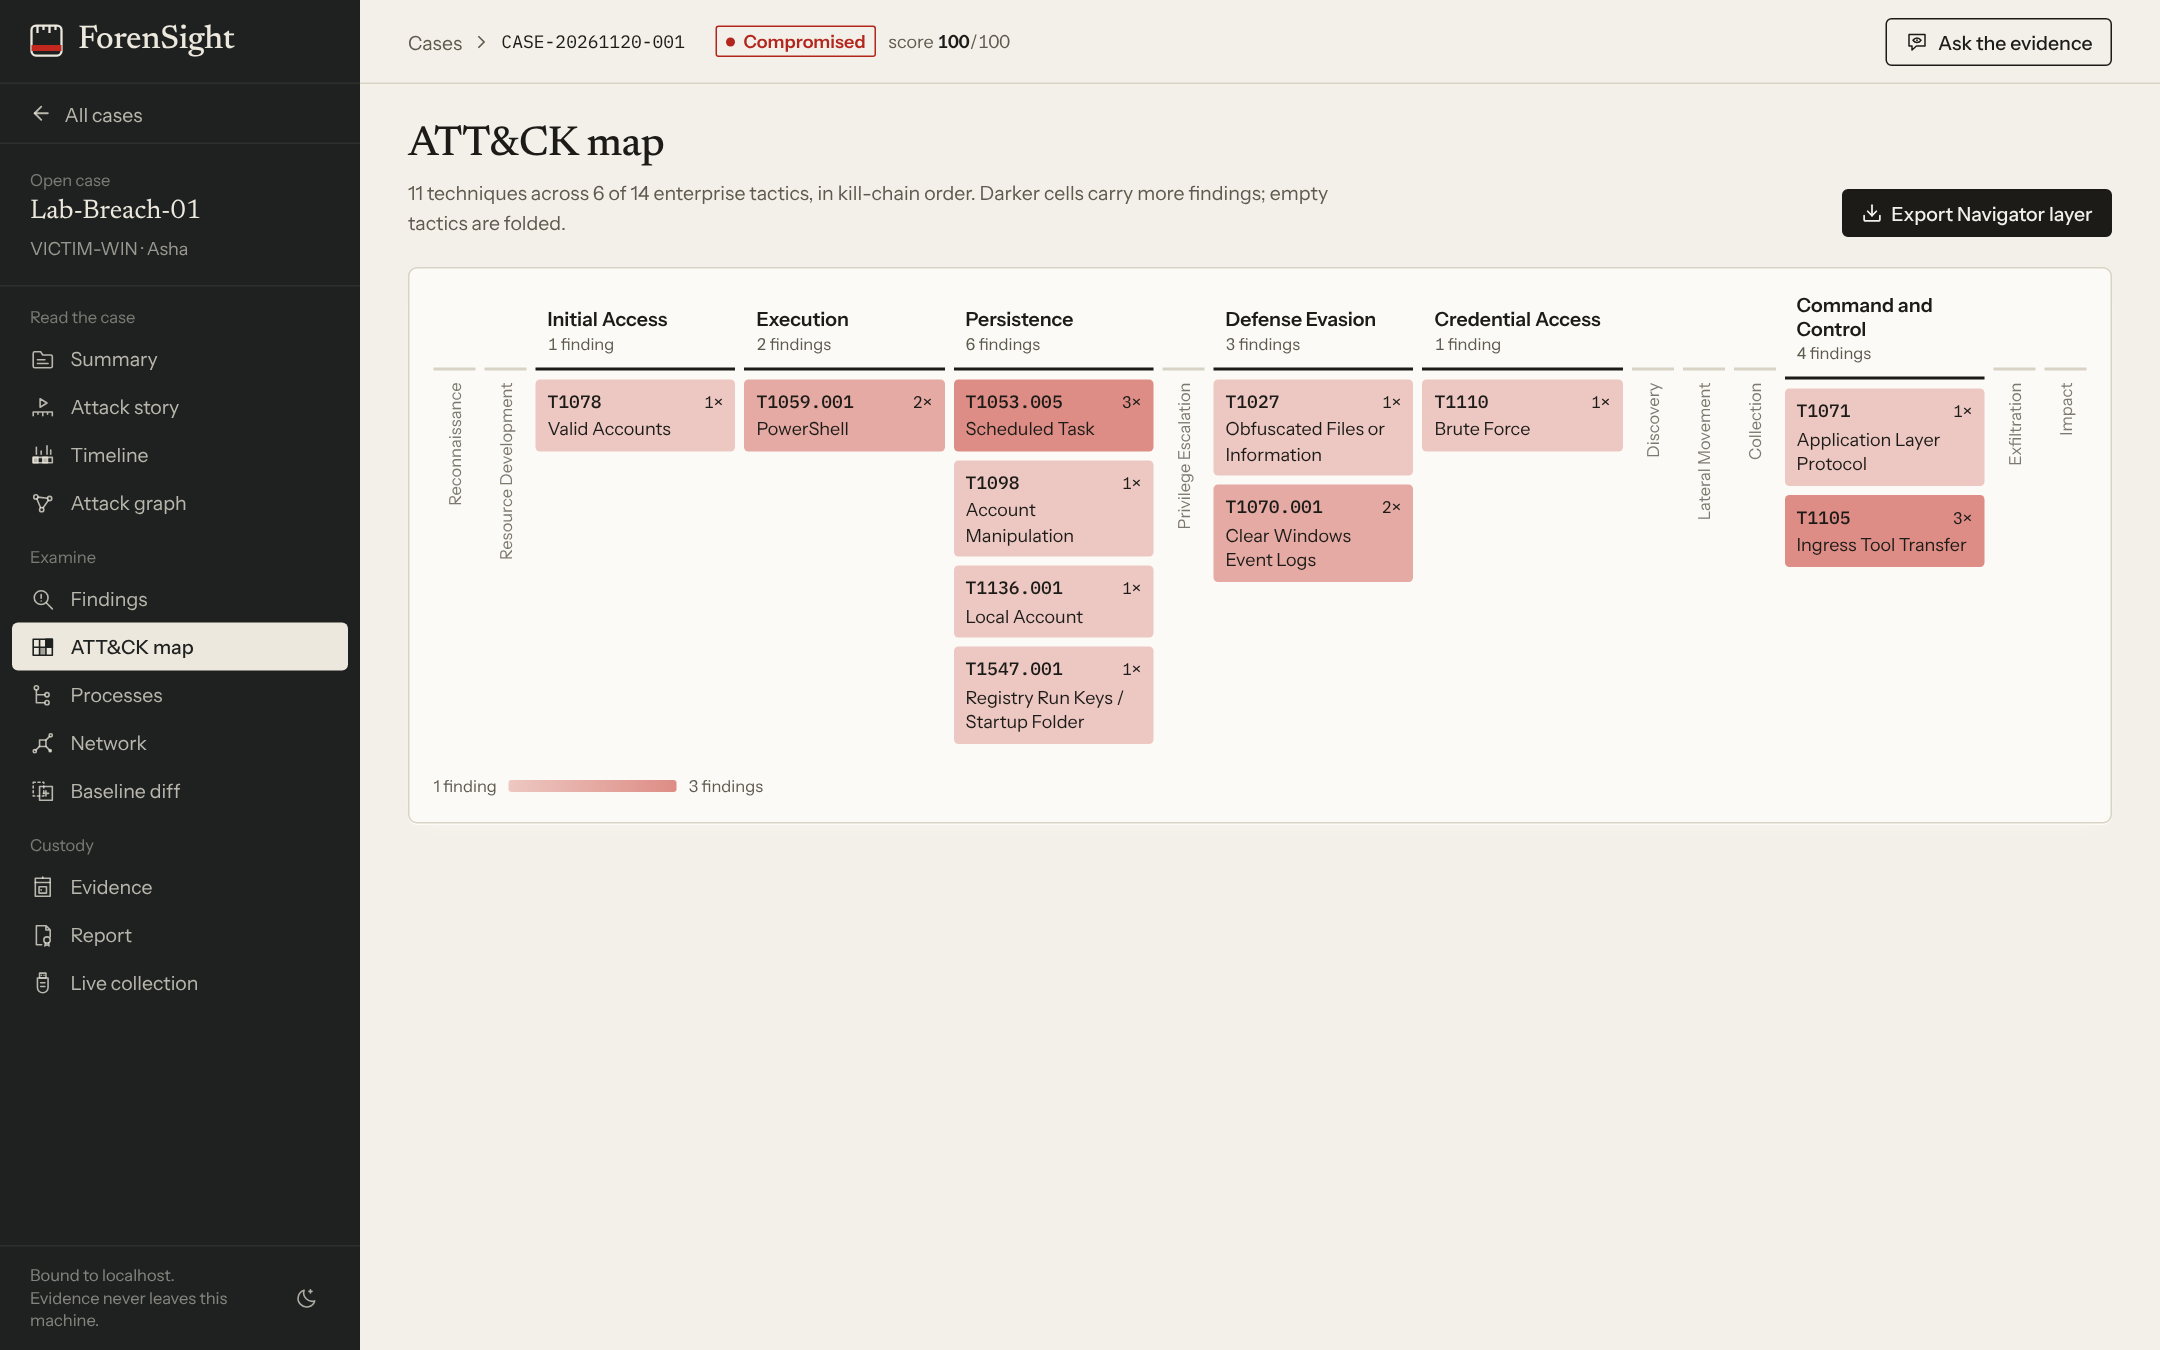 ForenSight
All cases
Open case
Lab-Breach-01
VICTIM-WIN · Asha
Read the case
Summary
Attack story
Timeline
Attack graph
Examine
Findings
ATT&CK map
Processes
Network
Baseline diff
Custody
Evidence
Report
Live collection
Bound to localhost.
Evidence never leaves this
machine.
Cases > CASE-20261120-001 Compromised score 100/100
Ask the evidence
ATT&CK map
11 techniques across 6 of 14 enterprise tactics, in kill-chain order. Darker cells carry more findings; empty
tactics are folded.
Export Navigator layer
Reconnaissance
Resource Development
Initial Access
1 finding
T1078 1×
Valid Accounts
Execution
2 findings
T1059.001 2×
PowerShell
Persistence
6 findings
T1053.005 3×
Scheduled Task
T1098 1×
Account
Manipulation
T1136.001 1×
Local Account
T1547.001 1×
Registry Run Keys /
Startup Folder
Privilege Escalation
Defense Evasion
3 findings
T1027 1×
Obfuscated Files or
Information
T1070.001 2×
Clear Windows
Event Logs
Credential Access
1 finding
T1110 1×
Brute Force
Discovery
Lateral Movement
Collection
Command and
Control
4 findings
T1071 1×
Application Layer
Protocol
T1105 3×
Ingress Tool Transfer
Exfiltration
Impact
1 finding 3 findings